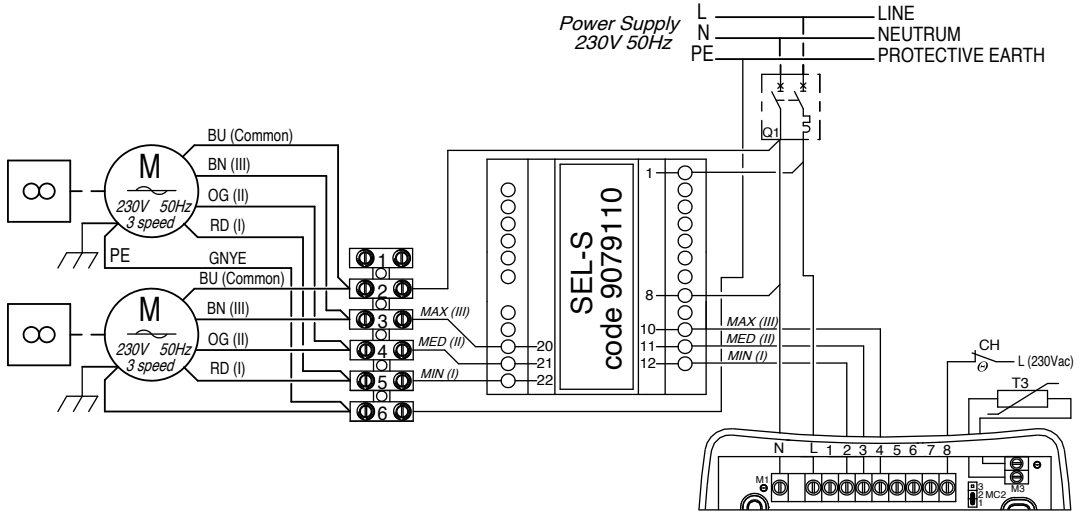 Power Supply
230V 50Hz
L
LINE
N
NEUTRUM
PE
PROTECTIVE EARTH
Q1
M
230V 50Hz
3 speed
BU (Common)
BN (III)
OG (II)
RD (I)
PE
GNYE
M
230V 50Hz
3 speed
BU (Common)
BN (III)
OG (II)
RD (I)
1
2
3
4
5
6
MAX (III)
MED (II)
MIN (I)
20
21
22
SEL-S
code 9079110
1
8
10
11
12
MAX (III)
MED (II)
MIN (I)
CH
L (230Vac)
T3
N L 1 2 3 4 5 6 7 8
M1
3
2
1
MC2
M3